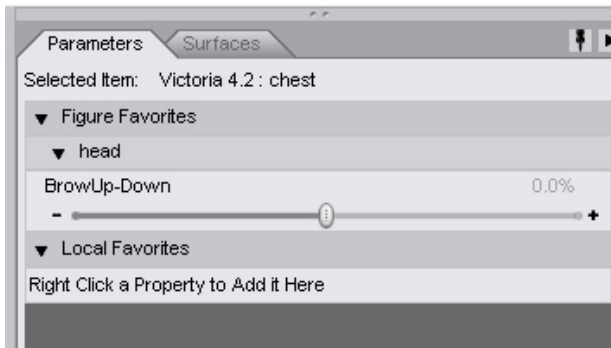 Parameters Surfaces
Selected Item: Victoria 4.2 : chest
Figure Favorites
head
BrowUp-Down 0.0%
- +
Local Favorites
Right Click a Property to Add it Here